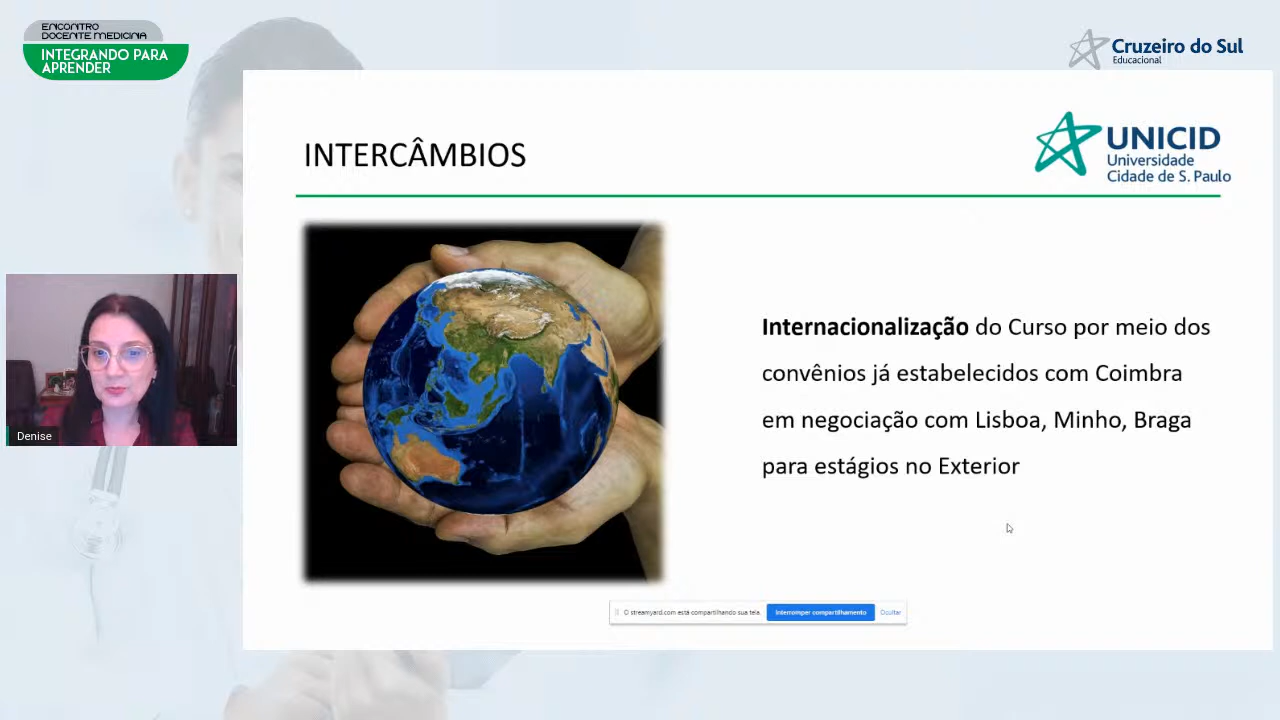 ENCONTRO
DOCENTE MEDICINA
INTEGRANDO PARA
APRENDER
Cruzeiro do Sul
Educacional
INTERCÂMBIOS
UNICID
Universidade
Cidade de S. Paulo
Internacionalização do Curso por meio dos
convênios já estabelecidos com Coimbra
em negociação com Lisboa, Minho, Braga
para estágios no Exterior
Denise
O streamyard.com está compartilhando sua tela.
Interromper compartilhamento
Ocultar